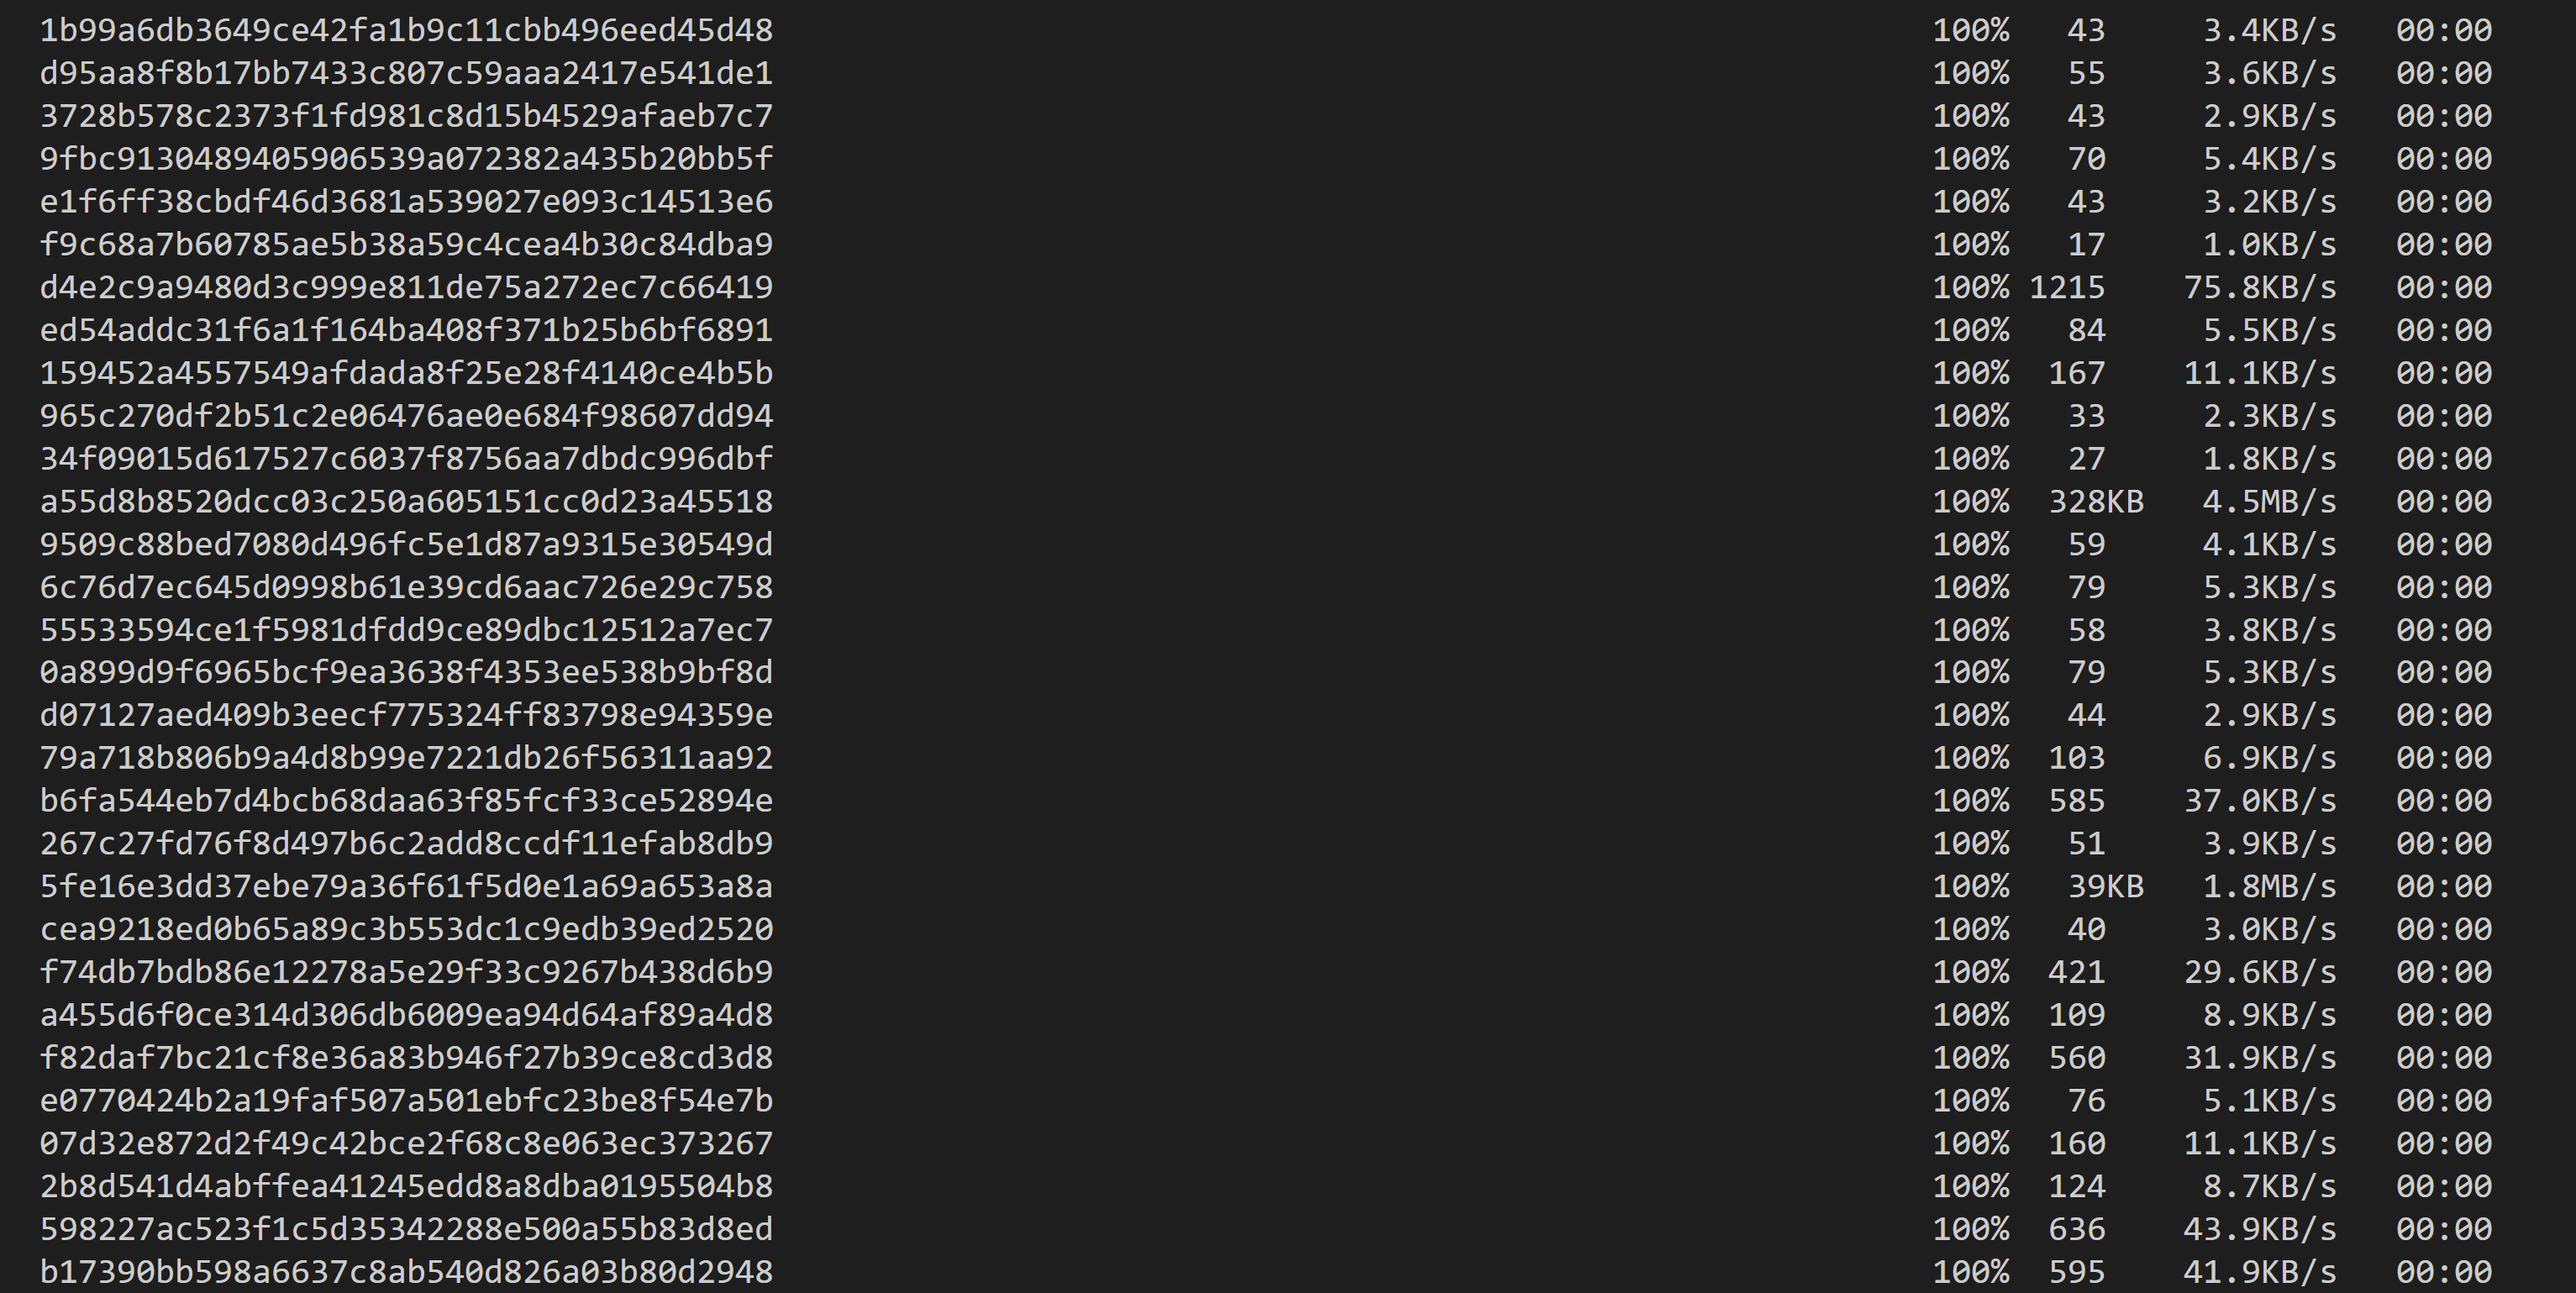 1b99a6db3649ce42fa1b9c11cbb496eed45d48 100% 43 3.4KB/s 00:00
d95aa8f8b17bb7433c807c59aaa2417e541de1 100% 55 3.6KB/s 00:00
3728b578c2373f1fd981c8d15b4529afaeb7c7 100% 43 2.9KB/s 00:00
9fbc9130489405906539a072382a435b20bb5f 100% 70 5.4KB/s 00:00
e1f6ff38cbdf46d3681a539027e093c14513e6 100% 43 3.2KB/s 00:00
f9c68a7b60785ae5b38a59c4cea4b30c84dba9 100% 17 1.0KB/s 00:00
d4e2c9a9480d3c999e811de75a272ec7c66419 100% 1215 75.8KB/s 00:00
ed54addc31f6a1f164ba408f371b25b6bf6891 100% 84 5.5KB/s 00:00
159452a4557549afdada8f25e28f4140ce4b5b 100% 167 11.1KB/s 00:00
965c270df2b51c2e06476ae0e684f98607dd94 100% 33 2.3KB/s 00:00
34f09015d617527c6037f8756aa7dbdc996dbf 100% 27 1.8KB/s 00:00
a55d8b8520dcc03c250a605151cc0d23a45518 100% 328KB 4.5MB/s 00:00
9509c88bed7080d496fc5e1d87a9315e30549d 100% 59 4.1KB/s 00:00
6c76d7ec645d0998b61e39cd6aac726e29c758 100% 79 5.3KB/s 00:00
55533594ce1f5981dfdd9ce89dbc12512a7ec7 100% 58 3.8KB/s 00:00
0a899d9f6965bcf9ea3638f4353ee538b9bf8d 100% 79 5.3KB/s 00:00
d07127aed409b3eecf775324ff83798e94359e 100% 44 2.9KB/s 00:00
79a718b806b9a4d8b99e7221db26f56311aa92 100% 103 6.9KB/s 00:00
b6fa544eb7d4bcb68daa63f85fcf33ce52894e 100% 585 37.0KB/s 00:00
267c27fd76f8d497b6c2add8ccdf11efab8db9 100% 51 3.9KB/s 00:00
5fe16e3dd37ebe79a36f61f5d0e1a69a653a8a 100% 39KB 1.8MB/s 00:00
cea9218ed0b65a89c3b553dc1c9edb39ed2520 100% 40 3.0KB/s 00:00
f74db7bdb86e12278a5e29f33c9267b438d6b9 100% 421 29.6KB/s 00:00
a455d6f0ce314d306db6009ea94d64af89a4d8 100% 109 8.9KB/s 00:00
f82daf7bc21cf8e36a83b946f27b39ce8cd3d8 100% 560 31.9KB/s 00:00
e0770424b2a19faf507a501ebfc23be8f54e7b 100% 76 5.1KB/s 00:00
07d32e872d2f49c42bce2f68c8e063ec373267 100% 160 11.1KB/s 00:00
2b8d541d4abffea41245edd8a8dba0195504b8 100% 124 8.7KB/s 00:00
598227ac523f1c5d35342288e500a55b83d8ed 100% 636 43.9KB/s 00:00
b17390bb598a6637c8ab540d826a03b80d2948 100% 595 41.9KB/s 00:00